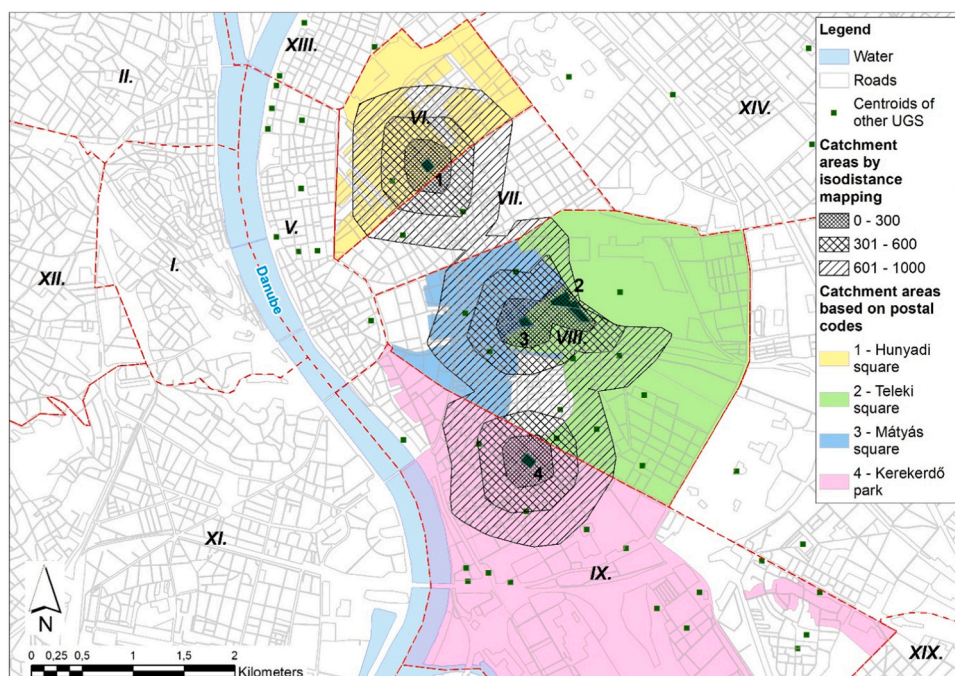 XIII.
II.
XIV.
VI.
1
VII.
V.
I.
XII.
Danube
2
3
VIII.
4
XI.
IX.
XIX.
N
0 0,25 0,5 1 1,5 2
Kilometers
Legend
Water
Roads
Centroids of
other UGS
Catchment
areas by
isodistance
mapping
0 - 300
301 - 600
601 - 1000
Catchment areas
based on postal
codes
1 - Hunyadi
square
2 - Teleki
square
3 - Mátyás
square
4 - Kerekerdő
park